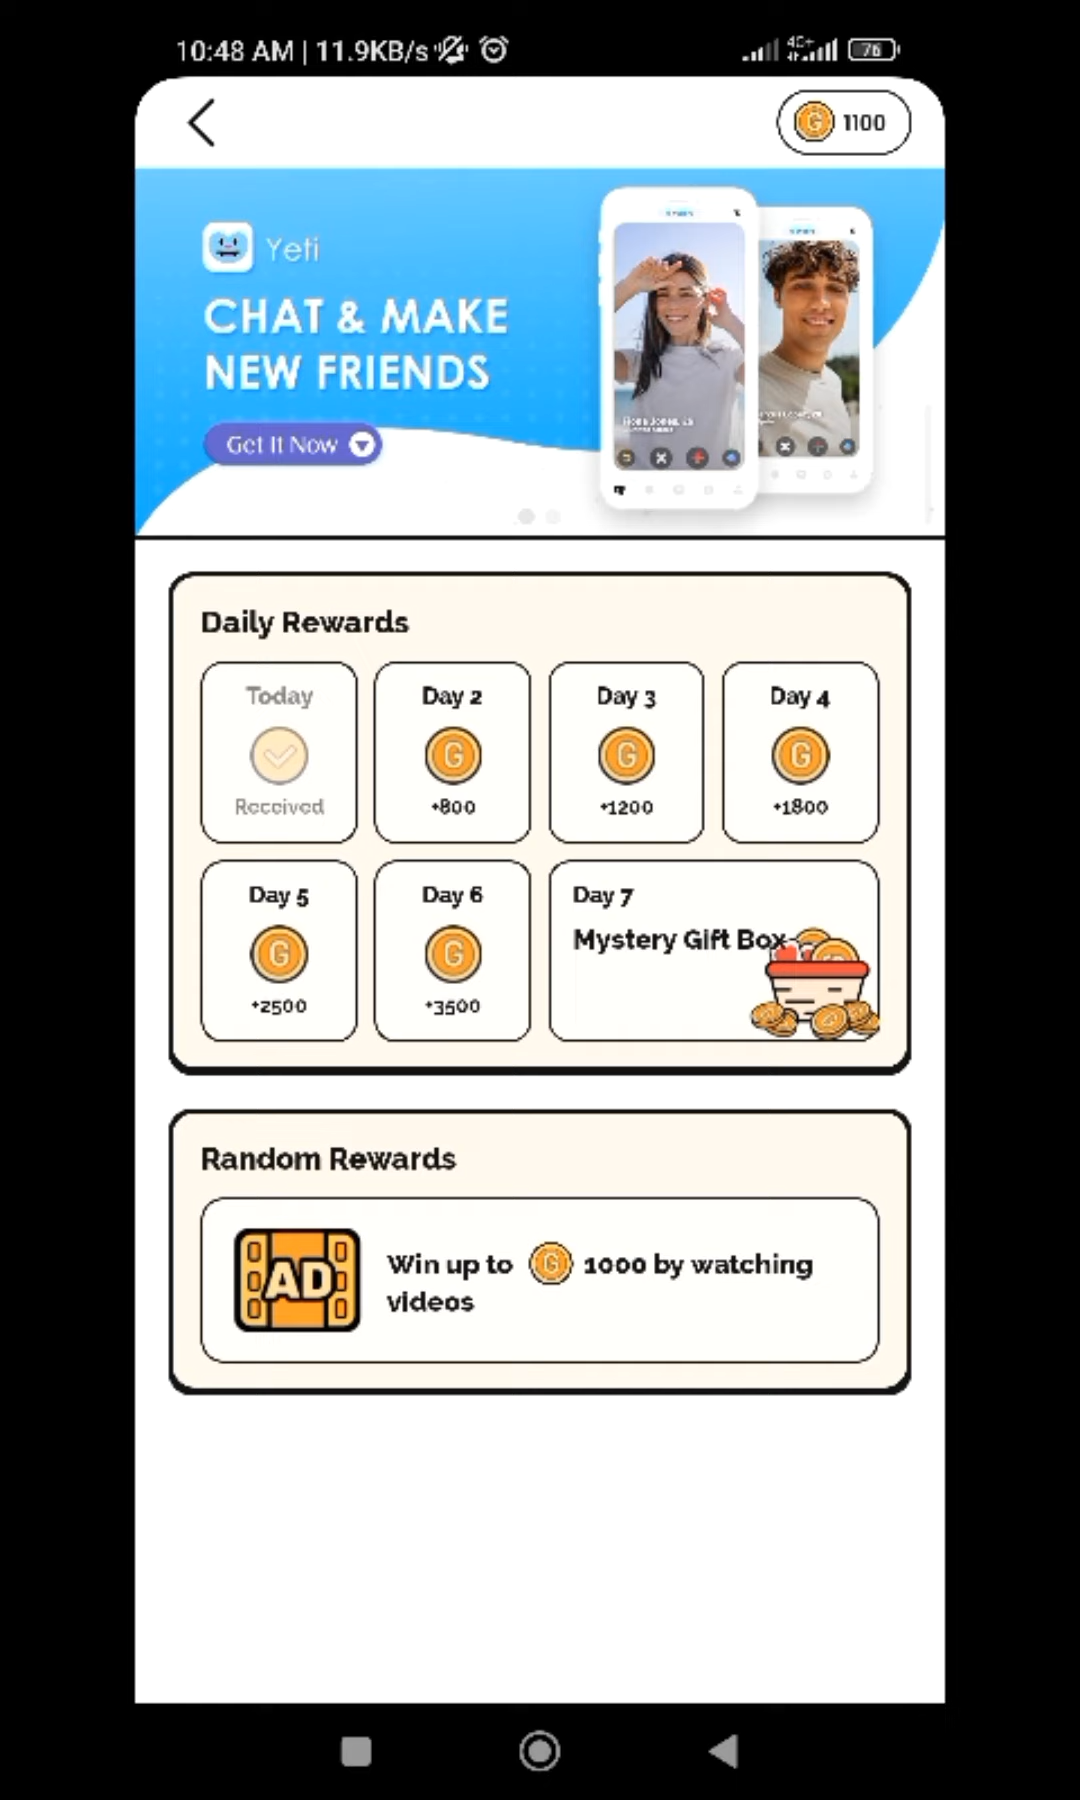 10:48 AM | 11.9KB/s
4G+
76
1100
Yeti
CHAT & MAKE
NEW FRIENDS
Get It Now
Daily Rewards
Today
Received
Day 2
+800
Day 3
+1200
Day 4
+1800
Day 5
+2500
Day 6
+3500
Day 7
Mystery Gift Box
Random Rewards
AD
Win up to G 1000 by watching
videos